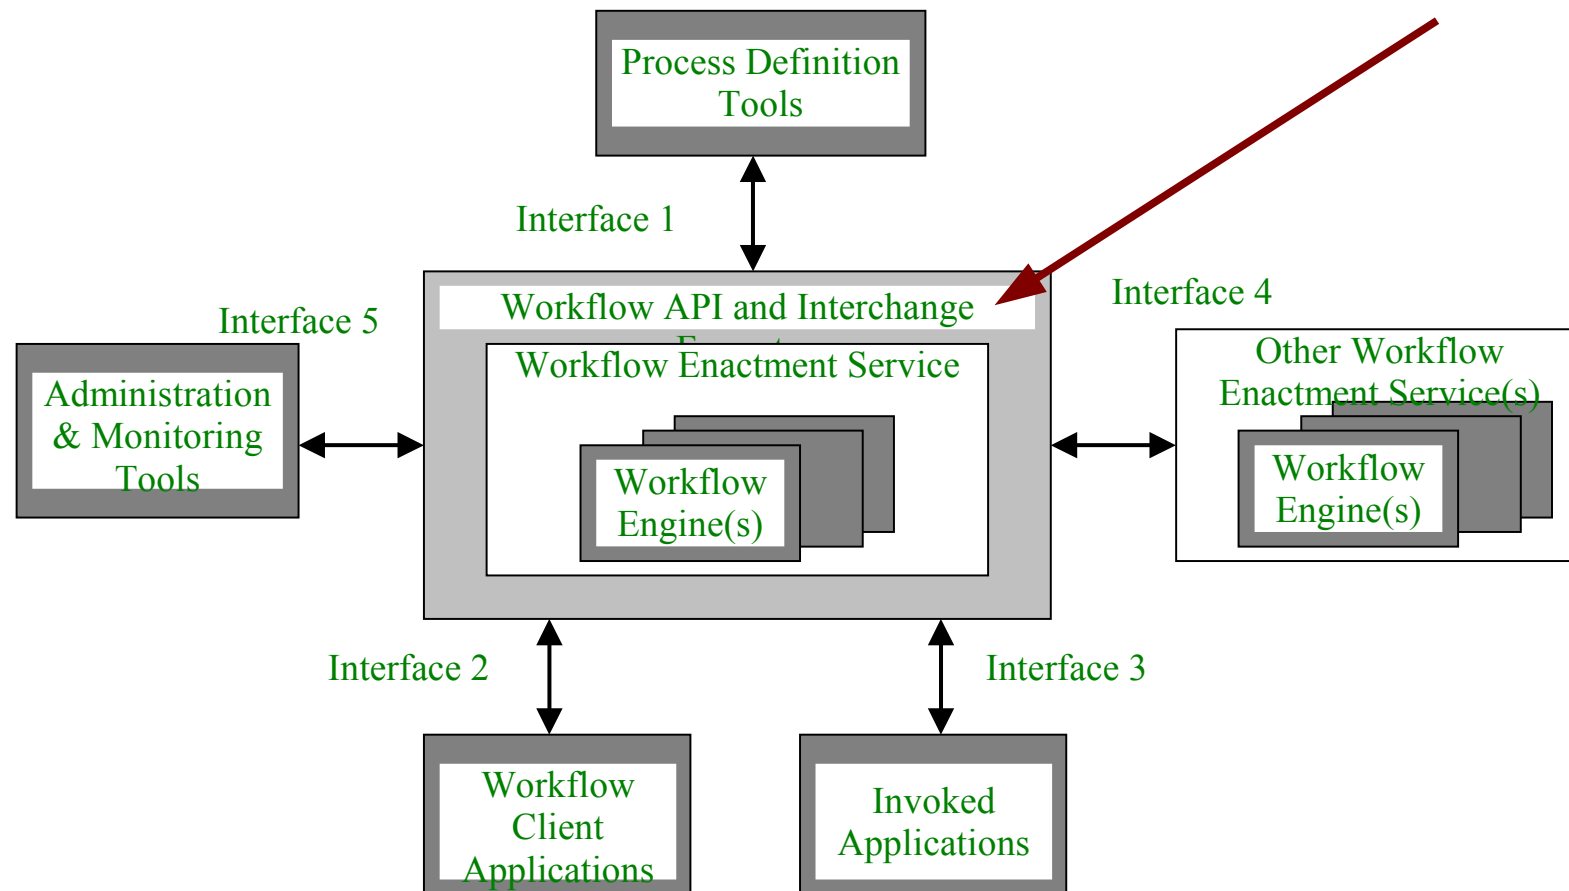 Process Definition
Tools
Interface 1
Workflow API and Interchange
Interface 4
Interface 5
Workflow Enactment Service
Other Workflow
Enactment Service(s)
Administration
& Monitoring
Tools
Workflow
Engine(s)
Workflow
Engine(s)
Interface 2
Interface 3
Workflow
Client
Applications
Invoked
Applications